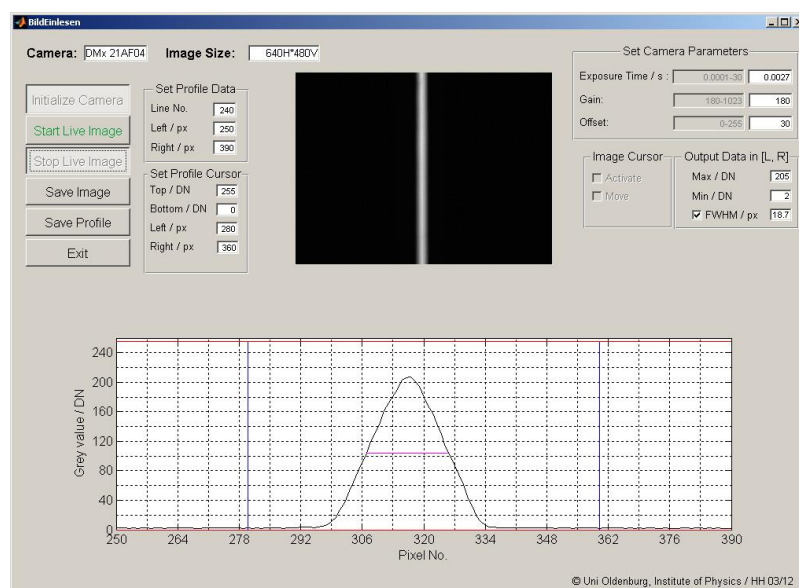 BildEinlesen
Camera: DMx 21AF04 Image Size: 640H*480V
Set Camera Parameters
Exposure Time / s : 0.0001-30 0.0027
Gain: 180-1023 180
Offset: 0-255 30
Initialize Camera
Start Live Image
Stop Live Image
Save Image
Save Profile
Exit
Set Profile Data
Line No. 240
Left / px 250
Right / px 390
Set Profile Cursor
Top / DN 255
Bottom / DN 0
Left / px 280
Right / px 360
Image Cursor
Activate
Move
Output Data in [L, R]
Max / DN 205
Min / DN 2
FWHM / px 18.7
Grey value / DN
240
200
160
120
80
40
0
250 264 278 292 306 320 334 348 362 376 390
Pixel No.
© Uni Oldenburg, Institute of Physics / HH 03/12